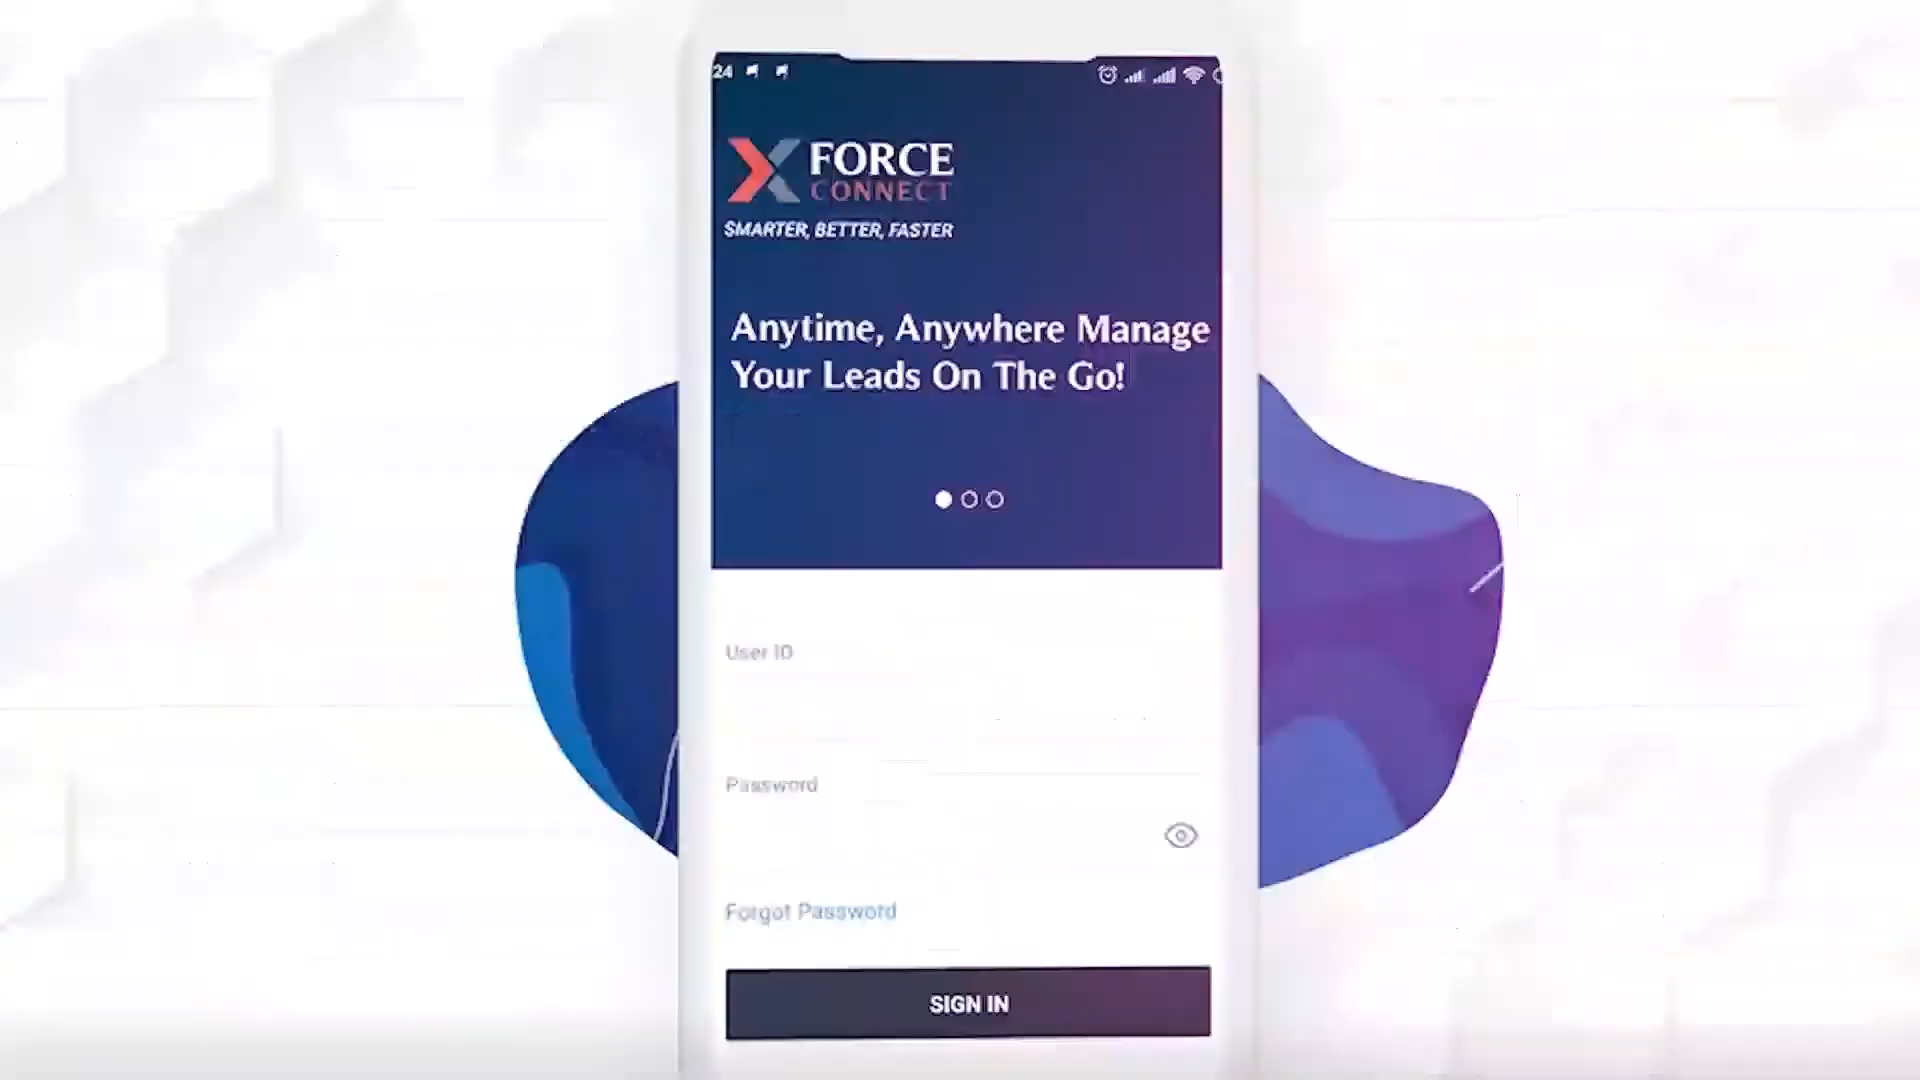 24
X FORCE
CONNECT
SMARTER, BETTER, FASTER
Anytime, Anywhere Manage
Your Leads On The Go!
User ID
Password
Forgot Password
SIGN IN